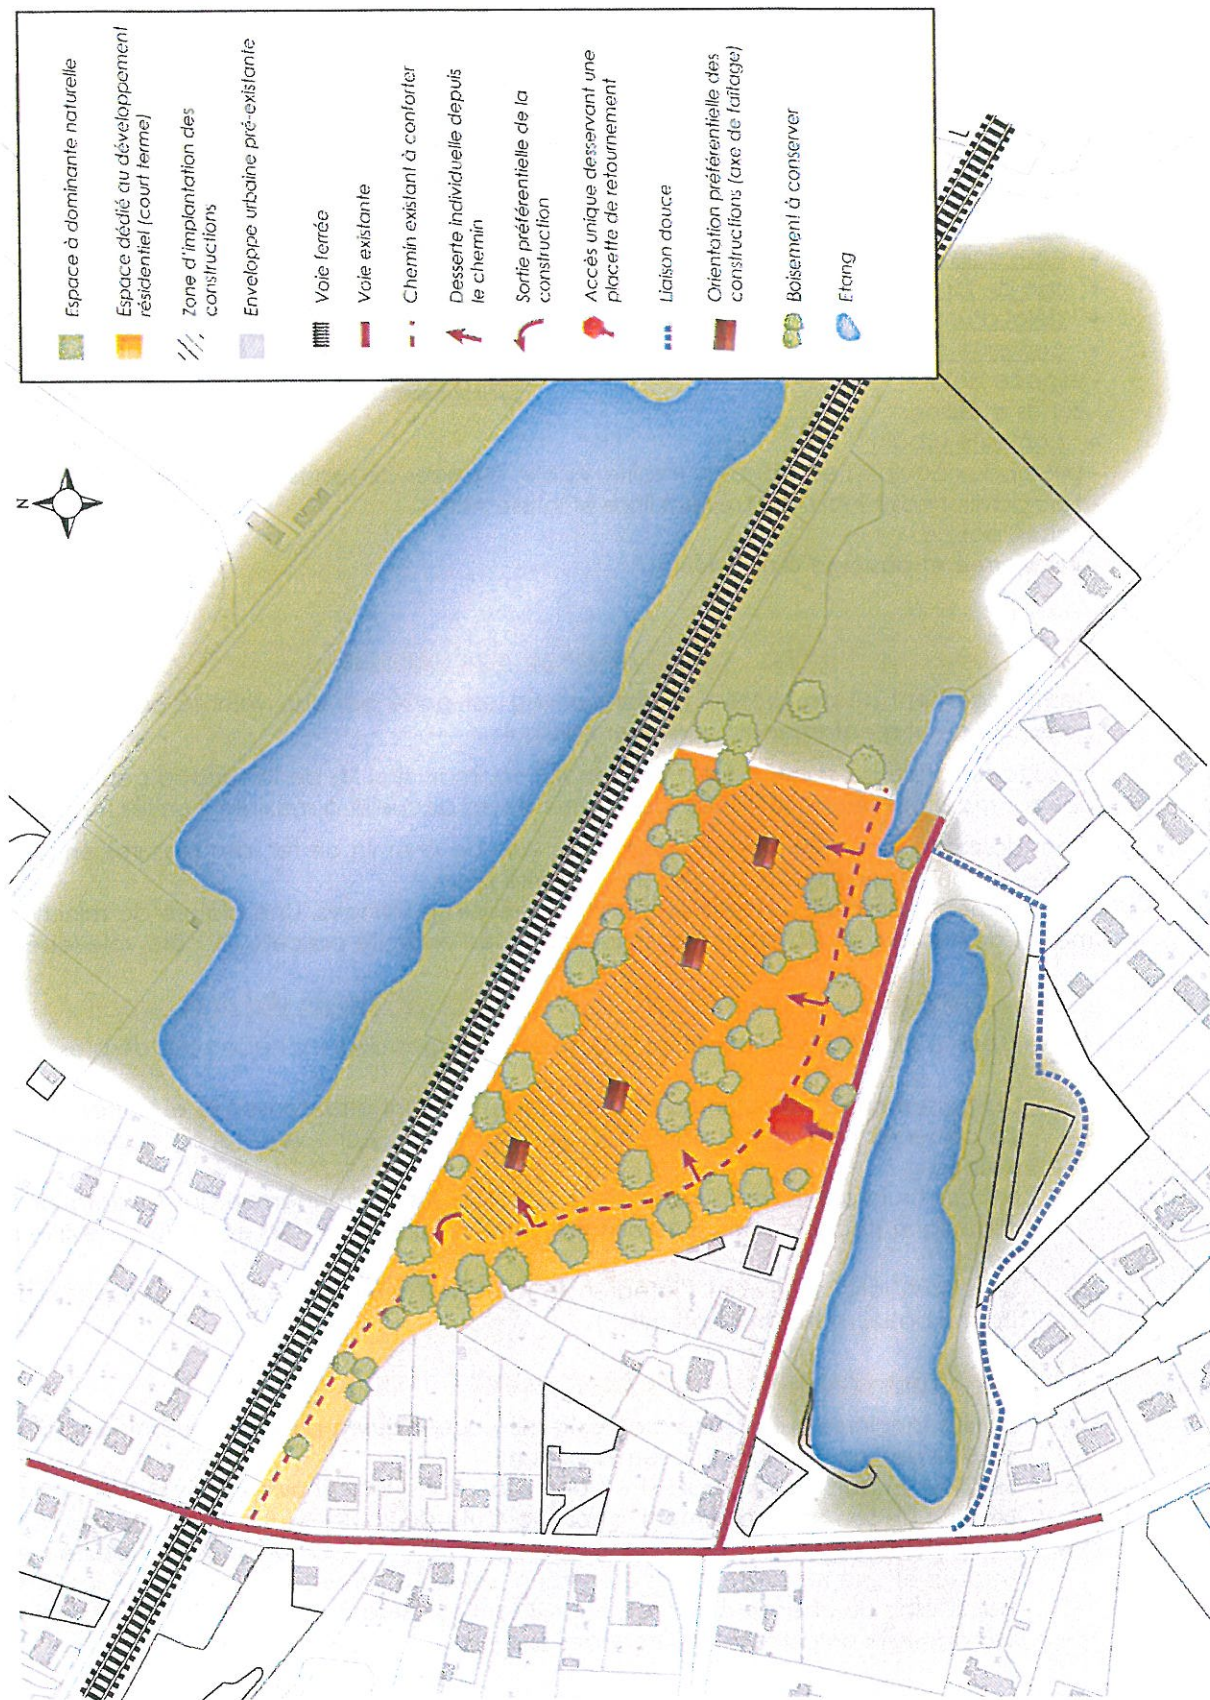 Espace à dominante naturelle
Espace dédié au développement
résidentiel (court terme)
Zone d'implantation des
constructions
Enveloppe urbaine pré-existante
Voie ferrée
Voie existante
Chemin existant à conforter
Desserte individuelle depuis
le chemin
Sortie préférentielle de la
construction
Accès unique desservant une
placette de retournement
Liaison douce
Orientation préférentielle des
constructions (axe de faîtage)
Boisement à conserver
Etang
N